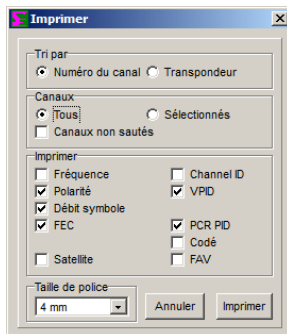 Imprimer
Tri par
Numéro du canal Transpondeur
Canaux
Tous Sélectionnés
Canaux non sautés
Imprimer
Fréquence Channel ID
Polarité VPID
Débit symbole
FEC PCR PID
Codé
Satellite FAV
Taille de police
4 mm Annuler Imprimer